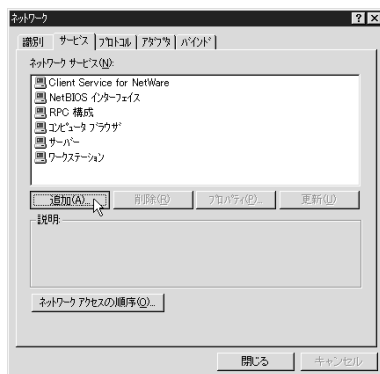 ネットワーク
識別 サービス プロトコル アダプタ バインド
ネットワーク サービス(N):
Client Service for NetWare
NetBIOS インターフェイス
RPC 構成
コンピュータ ブラウザ
サーバー
ワークステーション
追加(A)... 削除(R) プロパティ(P)... 更新(U)
説明:
ネットワーク アクセスの順序(O)...
閉じる キャンセル